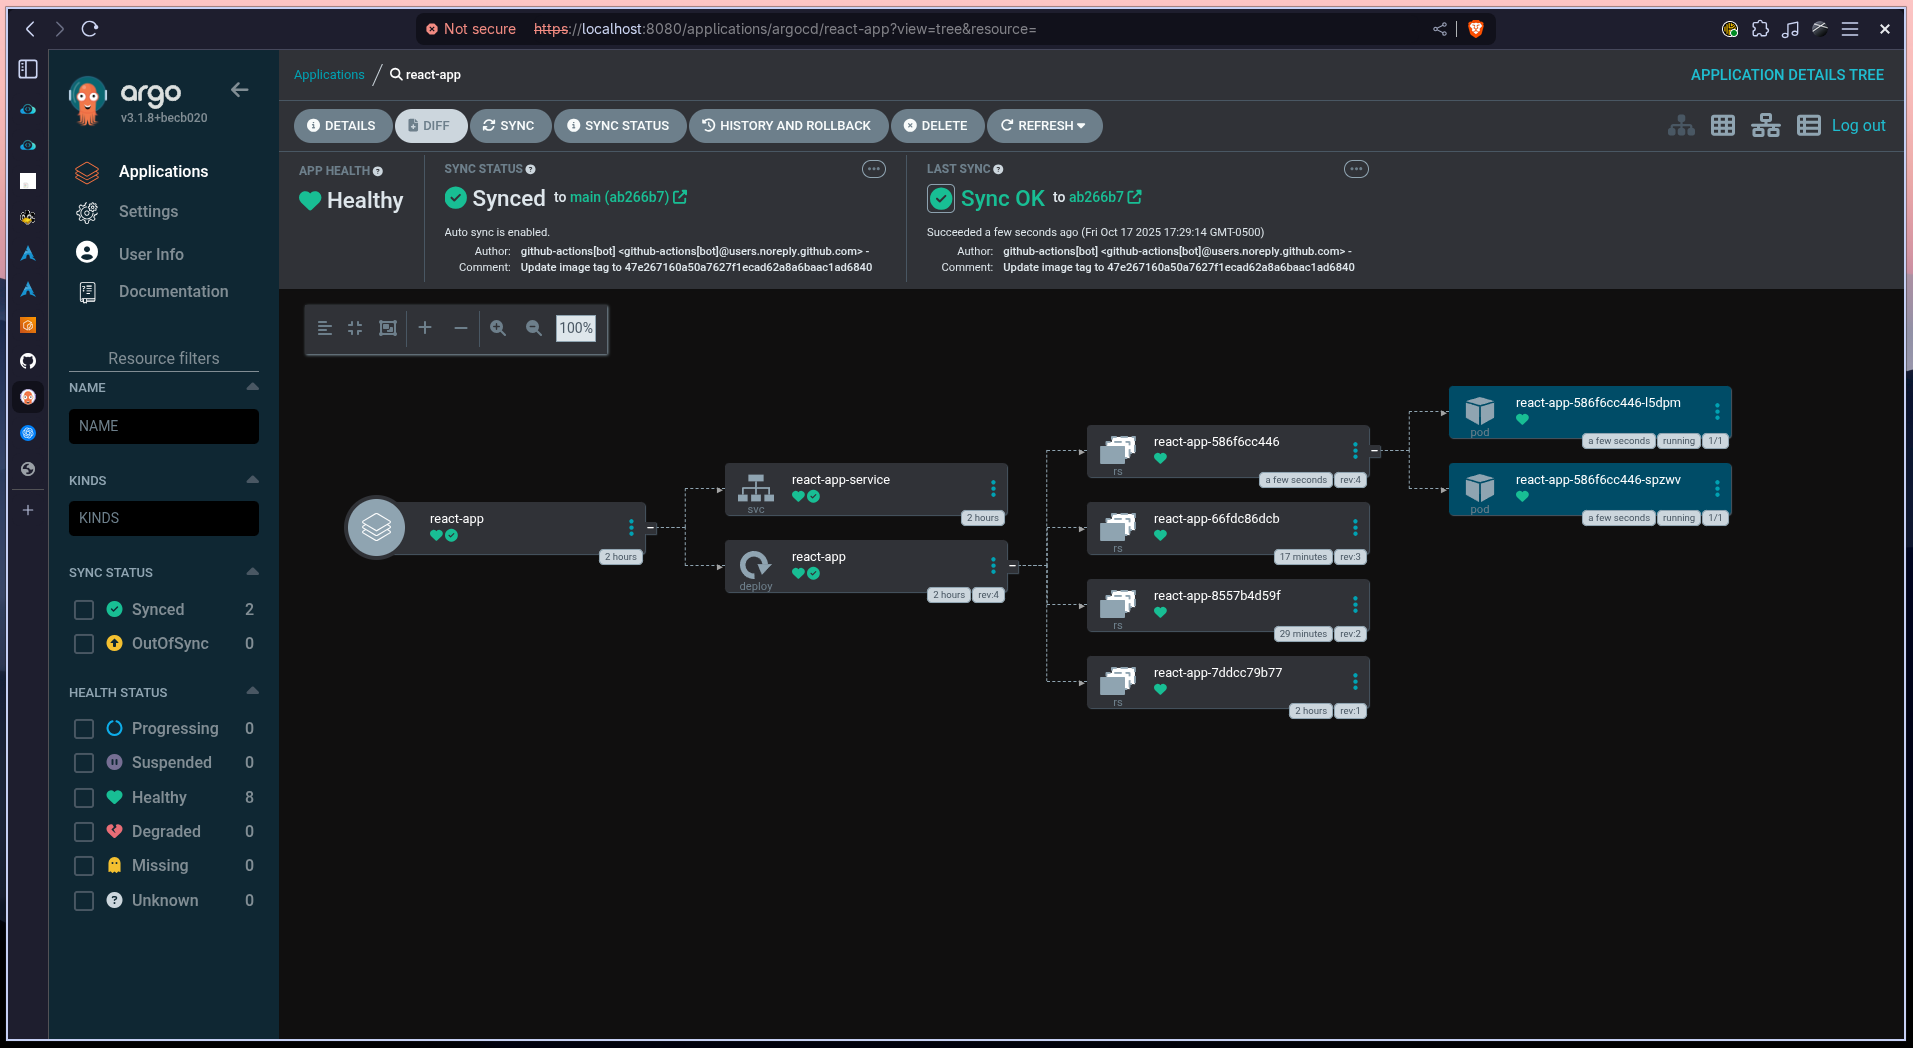 Not secure https://localhost:8080/applications/argocd/react-app?view=tree&resource=
argo
v3.1.8+becb020
Applications
Settings
User Info
Documentation
Resource filters
NAME
NAME
KINDS
KINDS
SYNC STATUS
Synced 2
OutOfSync 0
HEALTH STATUS
Progressing 0
Suspended 0
Healthy 8
Degraded 0
Missing 0
Unknown 0
Applications / react-app
APPLICATION DETAILS TREE
DETAILS DIFF SYNC SYNC STATUS HISTORY AND ROLLBACK DELETE REFRESH
Log out
APP HEALTH
Healthy
SYNC STATUS
Synced to main (ab266b7)
Auto sync is enabled.
Author: github-actions[bot] <github-actions[bot]@users.noreply.github.com> -
Comment: Update image tag to 47e267160a50a7627f1ecad62a8a6baac1ad6840
LAST SYNC
Sync OK to ab266b7
Succeeded a few seconds ago (Fri Oct 17 2025 17:29:14 GMT-0500)
Author: github-actions[bot] <github-actions[bot]@users.noreply.github.com> -
Comment: Update image tag to 47e267160a50a7627f1ecad62a8a6baac1ad6840
100%
react-app
2 hours
react-app-service
svc
2 hours
react-app
deploy
2 hours rev:4
react-app-586f6cc446
rs
a few seconds rev:4
react-app-66fdc86dcb
rs
17 minutes rev:3
react-app-8557b4d59f
rs
29 minutes rev:2
react-app-7ddcc79b77
rs
2 hours rev:1
react-app-586f6cc446-l5dpm
pod
a few seconds running 1/1
react-app-586f6cc446-spzwv
pod
a few seconds running 1/1